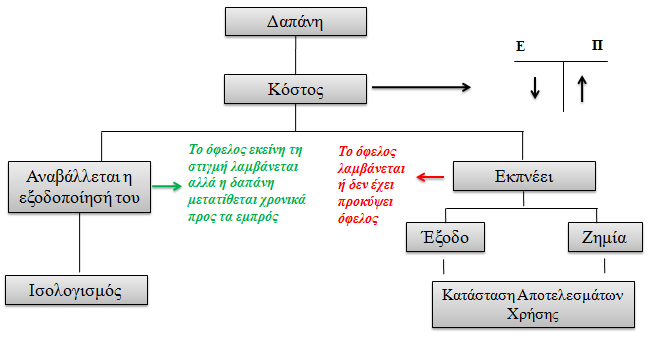 Δαπάνη
Κόστος
Ε Π
Αναβάλλεται η
εξοδοποίησή του
Το όφελος εκείνη τη
στιγμή λαμβάνεται
αλλά η δαπάνη
μετατίθεται χρονικά
προς τα εμπρός
Το όφελος
λαμβάνεται
ή δεν έχει
προκύψει
όφελος
Εκπνέει
Έξοδο
Ζημία
Ισολογισμός
Κατάσταση Αποτελεσμάτων
Χρήσης